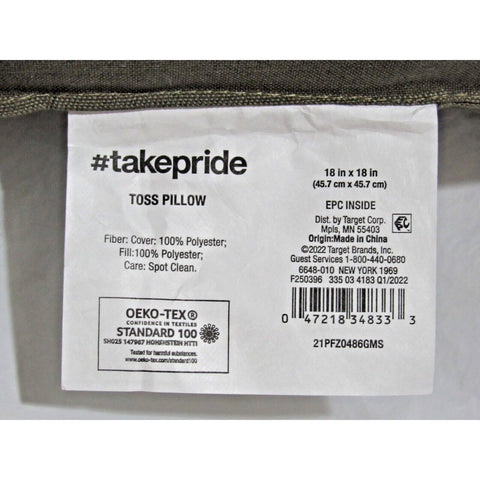 #takepride
TOSS PILLOW
Fiber: Cover: 100% Polyester;
Fill:100% Polyester;
Care: Spot Clean.
OEKO-TEX®
CONFIDENCE IN TEXTILES
STANDARD 100
SH025 147967 HOHENSTEIN HTTI
Tested for harmful substances.
www.oeko-tex.com/standard100
18 in x 18 in
(45.7 cm x 45.7 cm)
EPC INSIDE
Dist. by Target Corp.
Mpls, MN 55403
Origin:Made in China
©2022 Target Brands, Inc.
Guest Services 1-800-440-0680
6648-010 NEW YORK 1969
F250396 335 03 4183 Q1/2022
0 47218 34833 3
21PFZ0486GMS